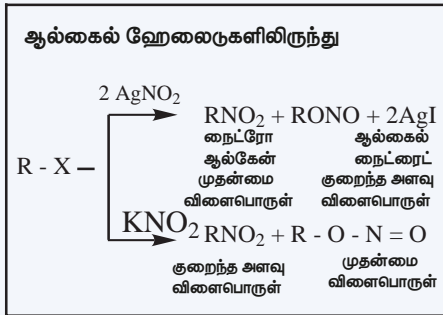 ஆல்கைல் ஹேலைடுகளிலிருந்து
2 AgNO₂
RNO₂ + RONO + 2AgI
நைட்ரோ ஆல்கைல்
ஆல்கேன் நைட்ரைட்
முதன்மை குறைந்த அளவு
விளைபொருள் விளைபொருள்
R - X
KNO₂
RNO₂ + R - O - N = O
குறைந்த அளவு முதன்மை
விளைபொருள் விளைபொருள்